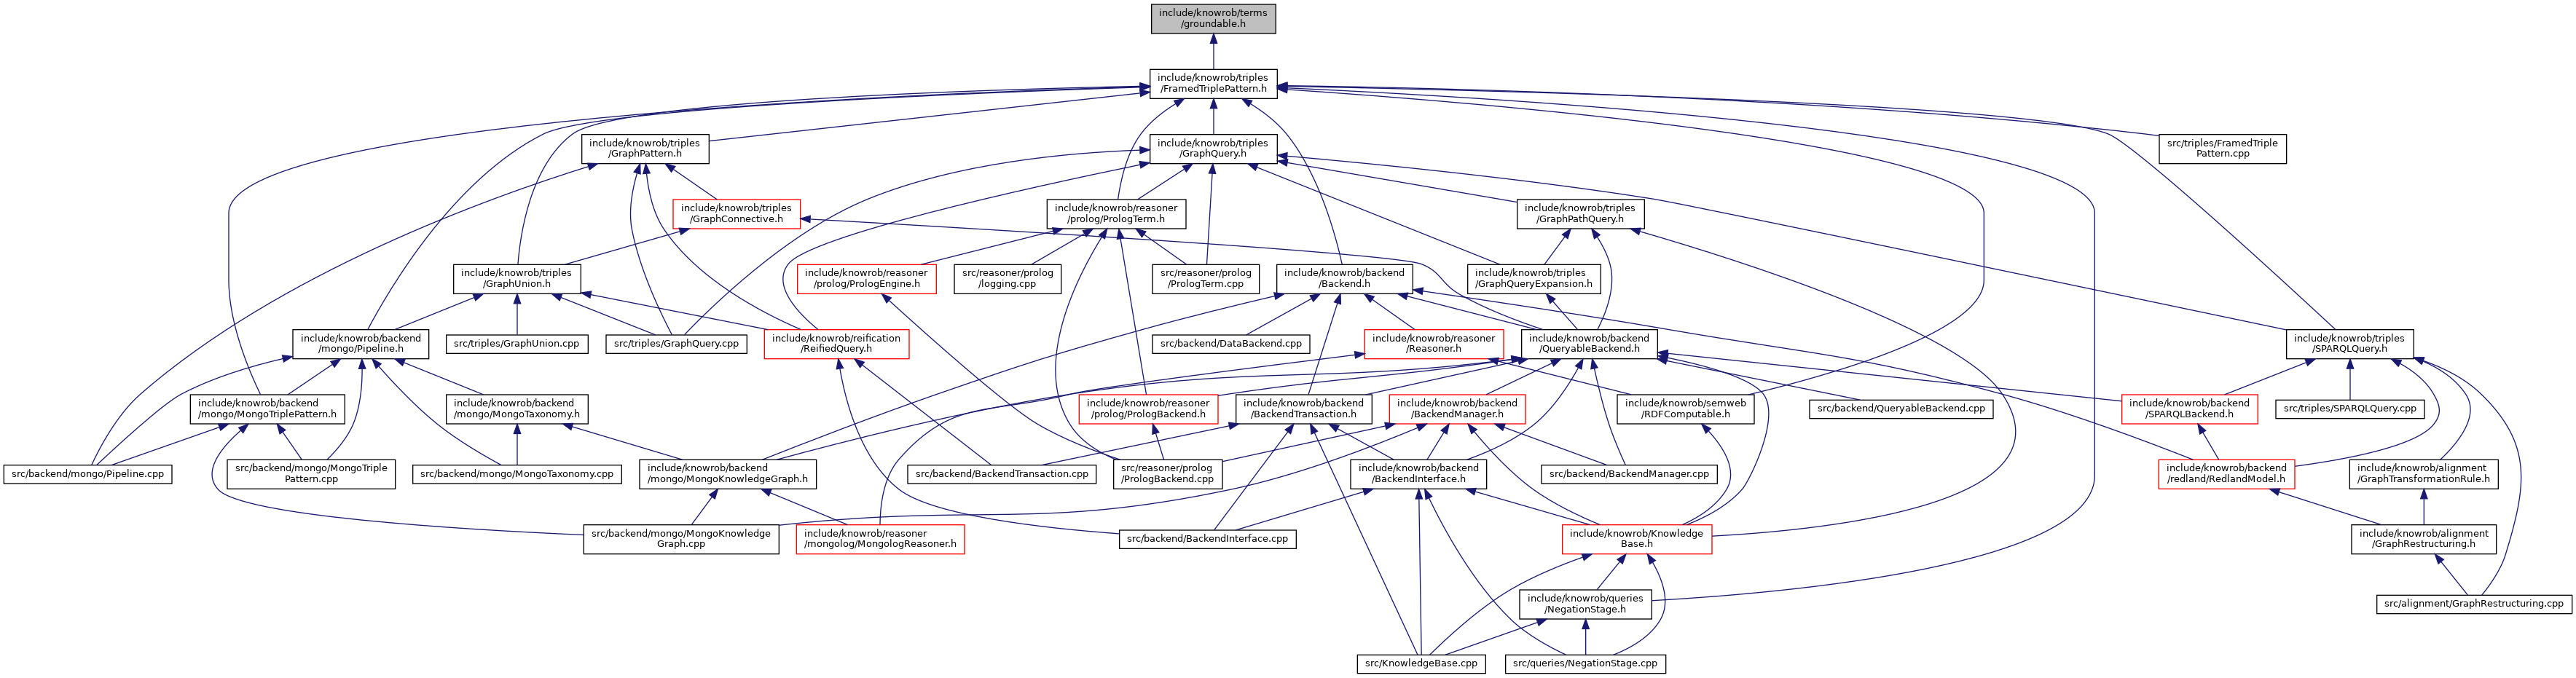 include/knowrob/terms
/groundable.h
include/knowrob/triples
/FramedTriplePattern.h
include/knowrob/triples
/GraphPattern.h
include/knowrob/triples
/GraphQuery.h
src/triples/FramedTriple
Pattern.cpp
include/knowrob/triples
/GraphConnective.h
include/knowrob/reasoner
/prolog/PrologTerm.h
include/knowrob/triples
/GraphPathQuery.h
include/knowrob/triples
/GraphUnion.h
include/knowrob/reasoner
/prolog/PrologEngine.h
src/reasoner/prolog
/logging.cpp
src/reasoner/prolog
/PrologTerm.cpp
include/knowrob/backend
/Backend.h
include/knowrob/triples
/GraphQueryExpansion.h
include/knowrob/backend
/mongo/Pipeline.h
src/triples/GraphUnion.cpp
src/triples/GraphQuery.cpp
include/knowrob/reification
/ReifiedQuery.h
src/backend/DataBackend.cpp
include/knowrob/reasoner
/Reasoner.h
include/knowrob/backend
/QueryableBackend.h
include/knowrob/triples
/SPARQLQuery.h
include/knowrob/backend
/mongo/MongoTriplePattern.h
include/knowrob/backend
/mongo/MongoTaxonomy.h
include/knowrob/reasoner
/prolog/PrologBackend.h
include/knowrob/backend
/BackendTransaction.h
include/knowrob/backend
/BackendManager.h
include/knowrob/semweb
/RDFComputable.h
src/backend/QueryableBackend.cpp
include/knowrob/backend
/SPARQLBackend.h
src/triples/SPARQLQuery.cpp
src/backend/mongo/Pipeline.cpp
src/backend/mongo/MongoTriple
Pattern.cpp
src/backend/mongo/MongoTaxonomy.cpp
include/knowrob/backend
/mongo/MongoKnowledgeGraph.h
src/backend/BackendTransaction.cpp
src/reasoner/prolog
/PrologBackend.cpp
include/knowrob/backend
/BackendInterface.h
src/backend/BackendManager.cpp
include/knowrob/backend
/redland/RedlandModel.h
include/knowrob/alignment
/GraphTransformationRule.h
src/backend/mongo/MongoKnowledge
Graph.cpp
include/knowrob/reasoner
/mongolog/MongologReasoner.h
src/backend/BackendInterface.cpp
include/knowrob/Knowledge
Base.h
include/knowrob/alignment
/GraphRestructuring.h
include/knowrob/queries
/NegationStage.h
src/alignment/GraphRestructuring.cpp
src/KnowledgeBase.cpp
src/queries/NegationStage.cpp